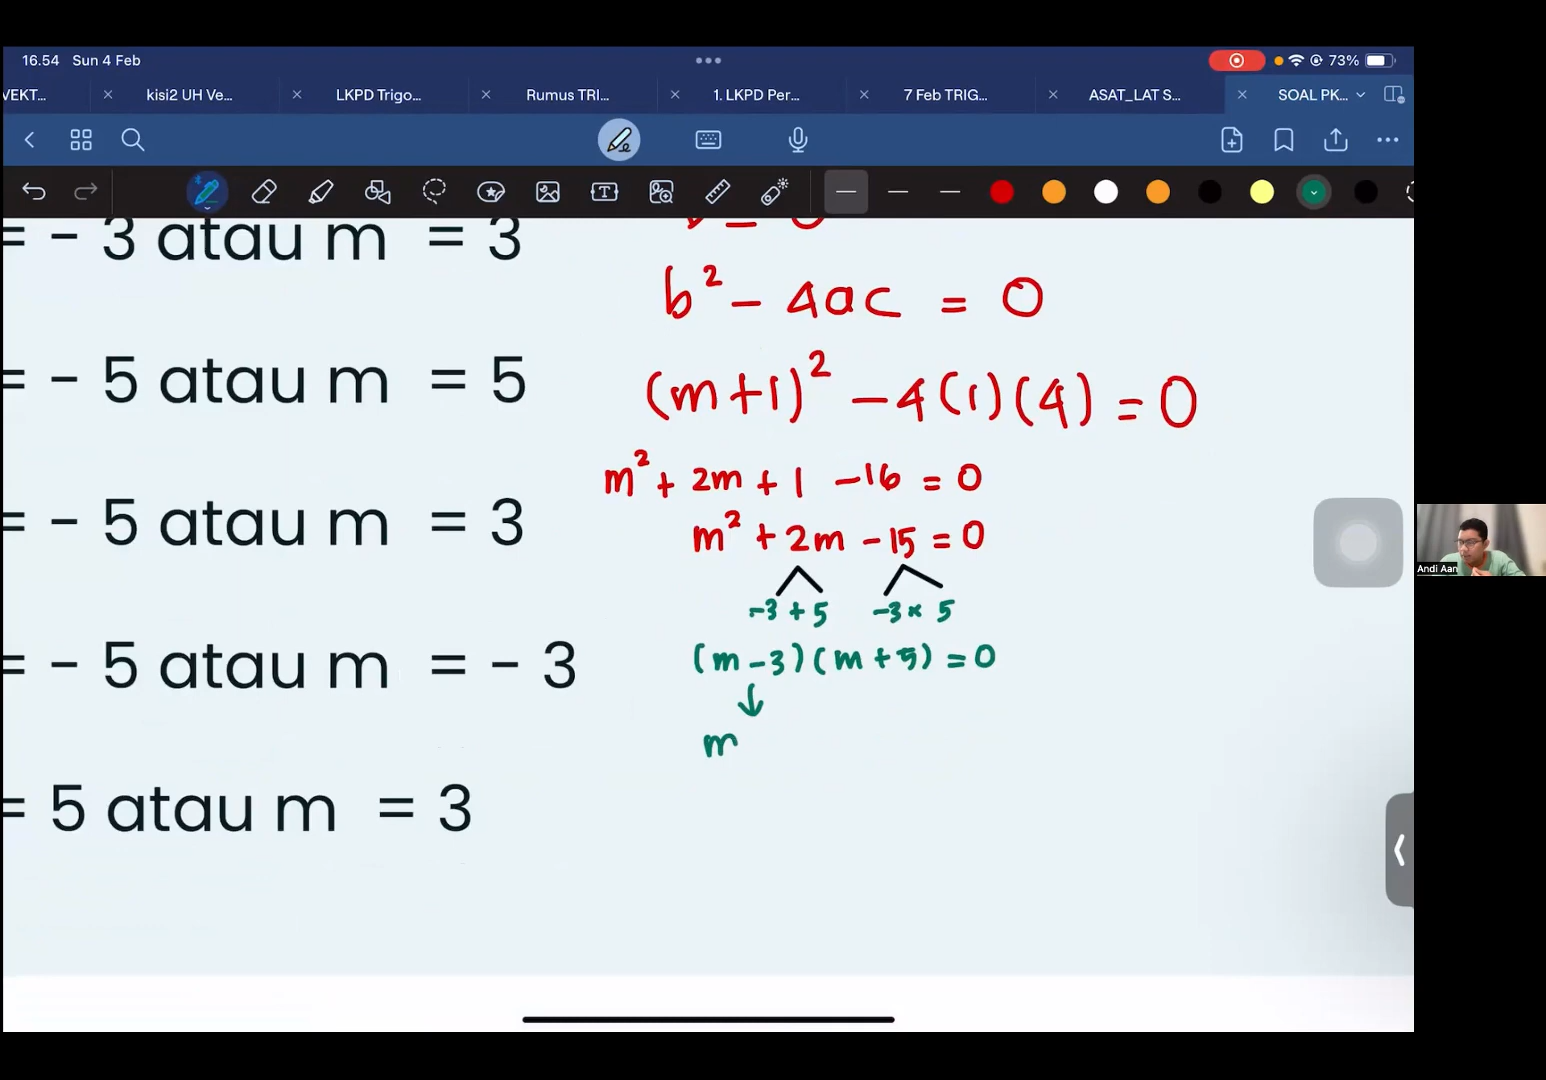 16.54 Sun 4 Feb
73%
VEKT...
kisi2 UH Ve...
LKPD Trigo...
Rumus TRI...
1. LKPD Per...
7 Feb TRIG...
ASAT_LAT S...
SOAL PK...
= - 3 atau m = 3
= - 5 atau m = 5
= - 5 atau m = 3
= - 5 atau m = - 3
= 5 atau m = 3
b² - 4ac = 0
(m+1)² - 4(1)(4) = 0
m² + 2m + 1 - 16 = 0
m² + 2m - 15 = 0
-3 + 5 -3 × 5
(m - 3)(m + 5) = 0
↓
m
Andi Aan